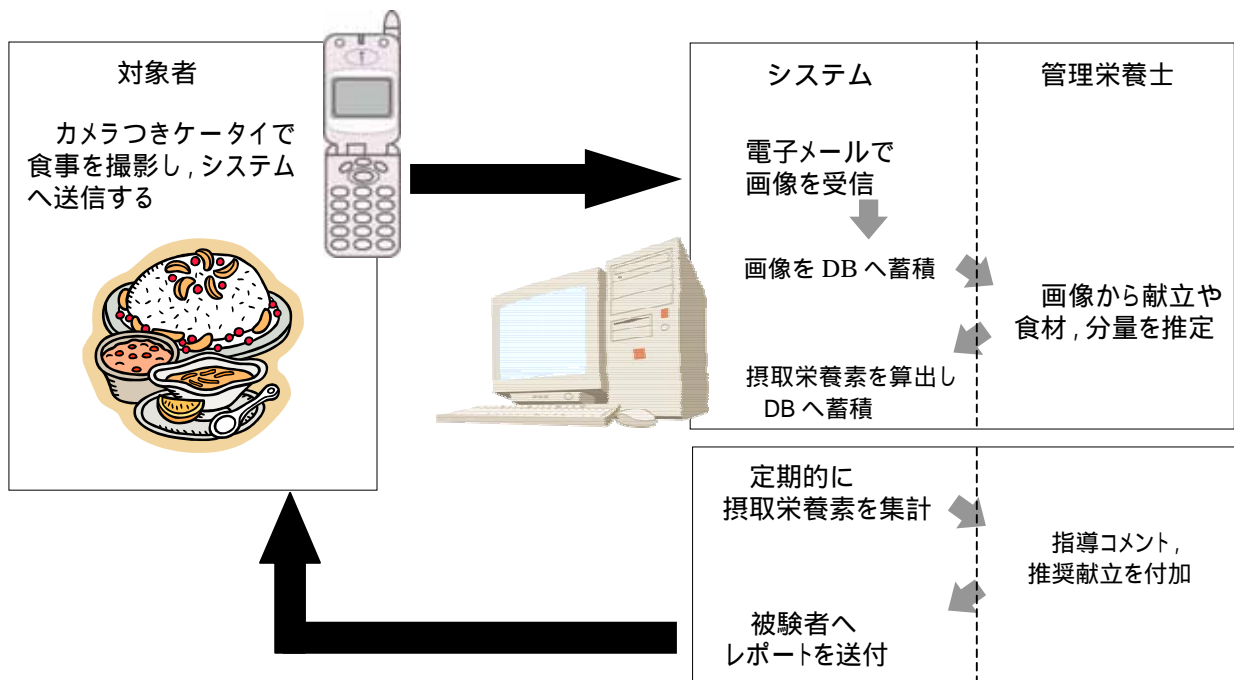 対象者
カメラつきケータイで
食事を撮影し,システム
へ送信する
システム
管理栄養士
電子メールで
画像を受信
画像を DB へ蓄積
画像から献立や
食材,分量を推定
摂取栄養素を算出し
DB へ蓄積
定期的に
摂取栄養素を集計
指導コメント,
推奨献立を付加
被験者へ
レポートを送付